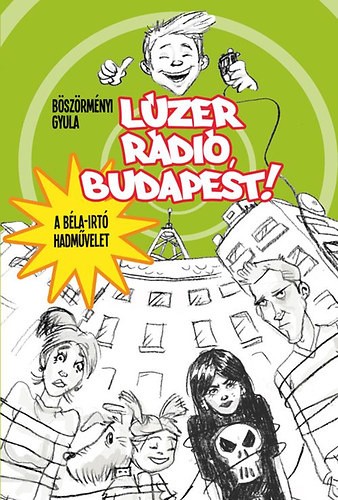 BÖSZÖRMÉNYI
GYULA
LÚZER
RÁDIÓ,
BUDAPEST!
A BÉLA-IRTÓ
HADMŰVELET